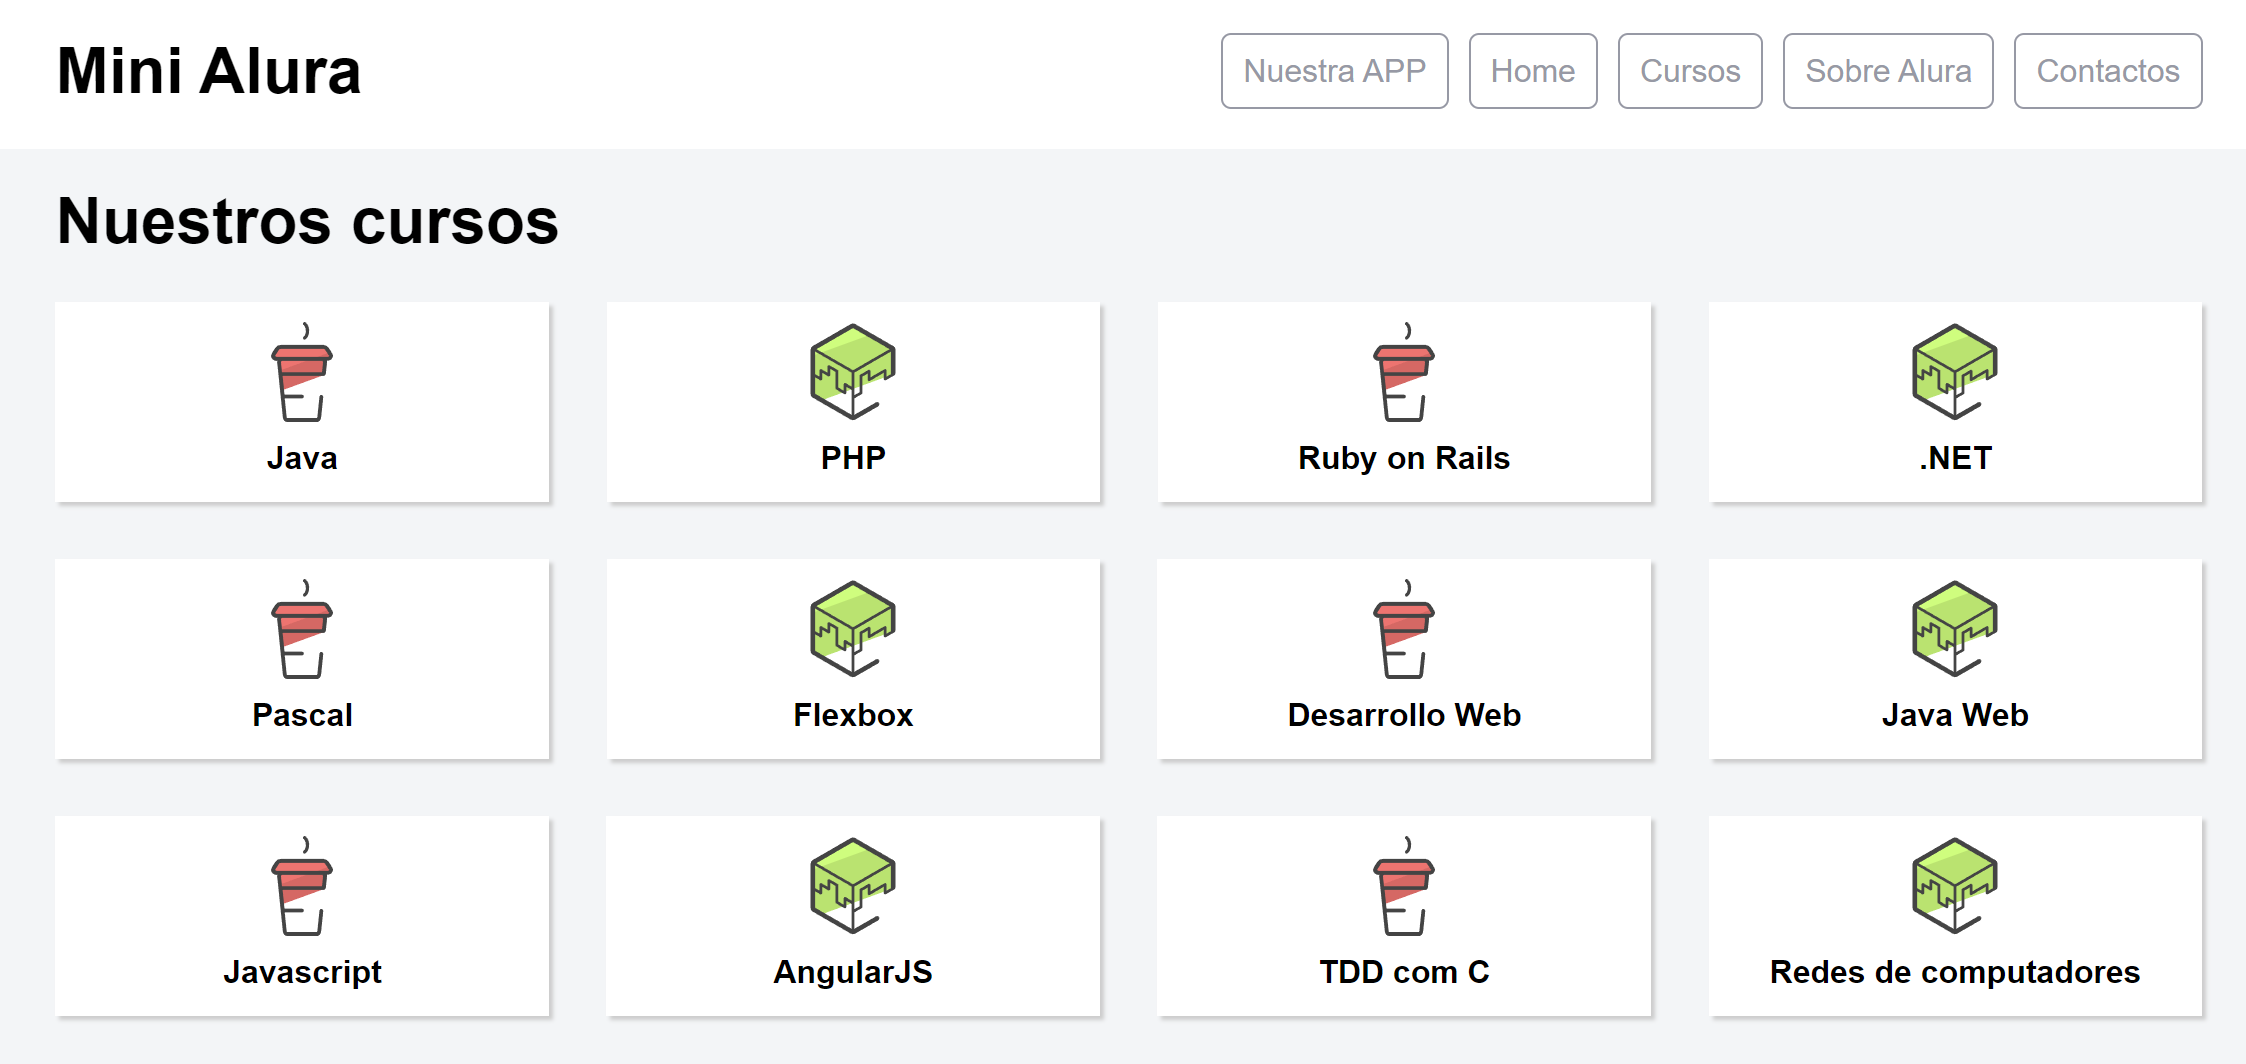 Mini Alura
Nuestra APP
Home
Cursos
Sobre Alura
Contactos
Nuestros cursos
Java
PHP
Ruby on Rails
.NET
Pascal
Flexbox
Desarrollo Web
Java Web
Javascript
AngularJS
TDD com C
Redes de computadores